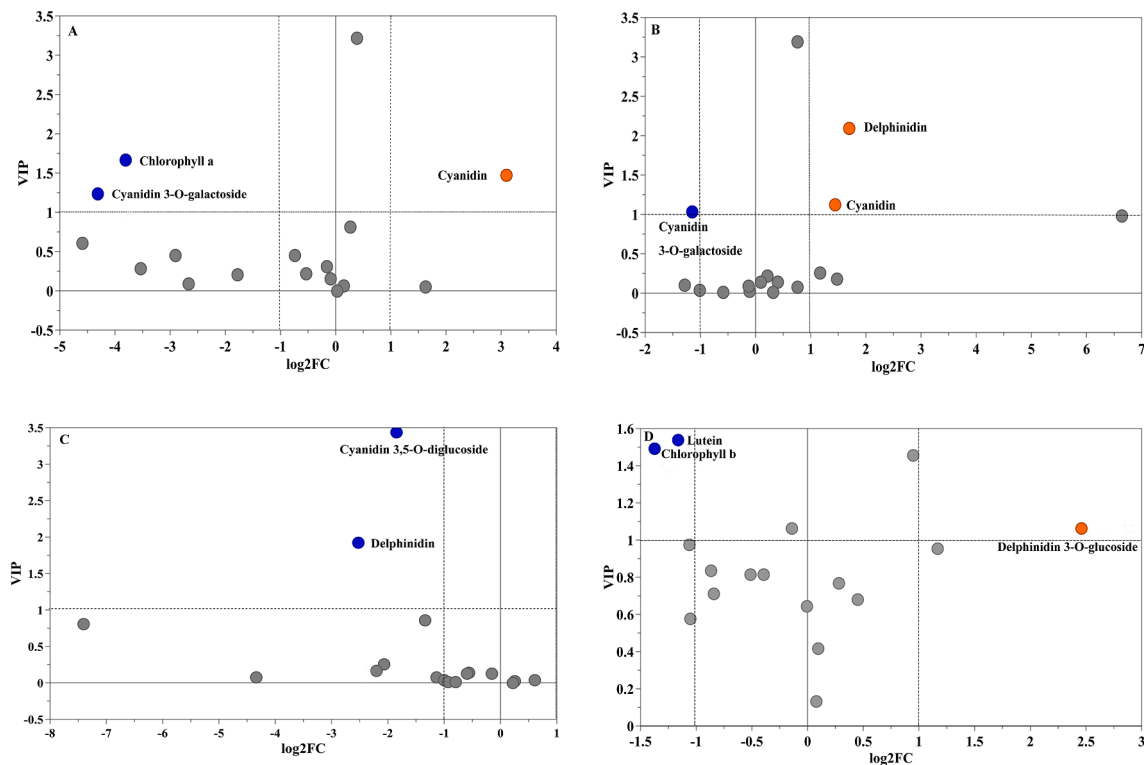 A
3.5
3
2.5
2
1.5
1
0.5
0
-0.5
VIP
Chlorophyll a
Cyanidin 3-O-galactoside
Cyanidin
-5 -4 -3 -2 -1 0 1 2 3 4
log2FC
B
3.5
3
2.5
2
1.5
1
0.5
0
-0.5
VIP
Delphinidin
Cyanidin
Cyanidin
3-O-galactoside
-2 -1 0 1 2 3 4 5 6 7
log2FC
C
3.5
3
2.5
2
1.5
1
0.5
0
-0.5
VIP
Cyanidin 3,5-O-diglucoside
Delphinidin
-8 -7 -6 -5 -4 -3 -2 -1 0 1
log2FC
D
1.6
1.4
1.2
1
0.8
0.6
0.4
0.2
0
VIP
Lutein
Chlorophyll b
Delphinidin 3-O-glucoside
-1.5 -1 -0.5 0 0.5 1 1.5 2 2.5 3
log2FC